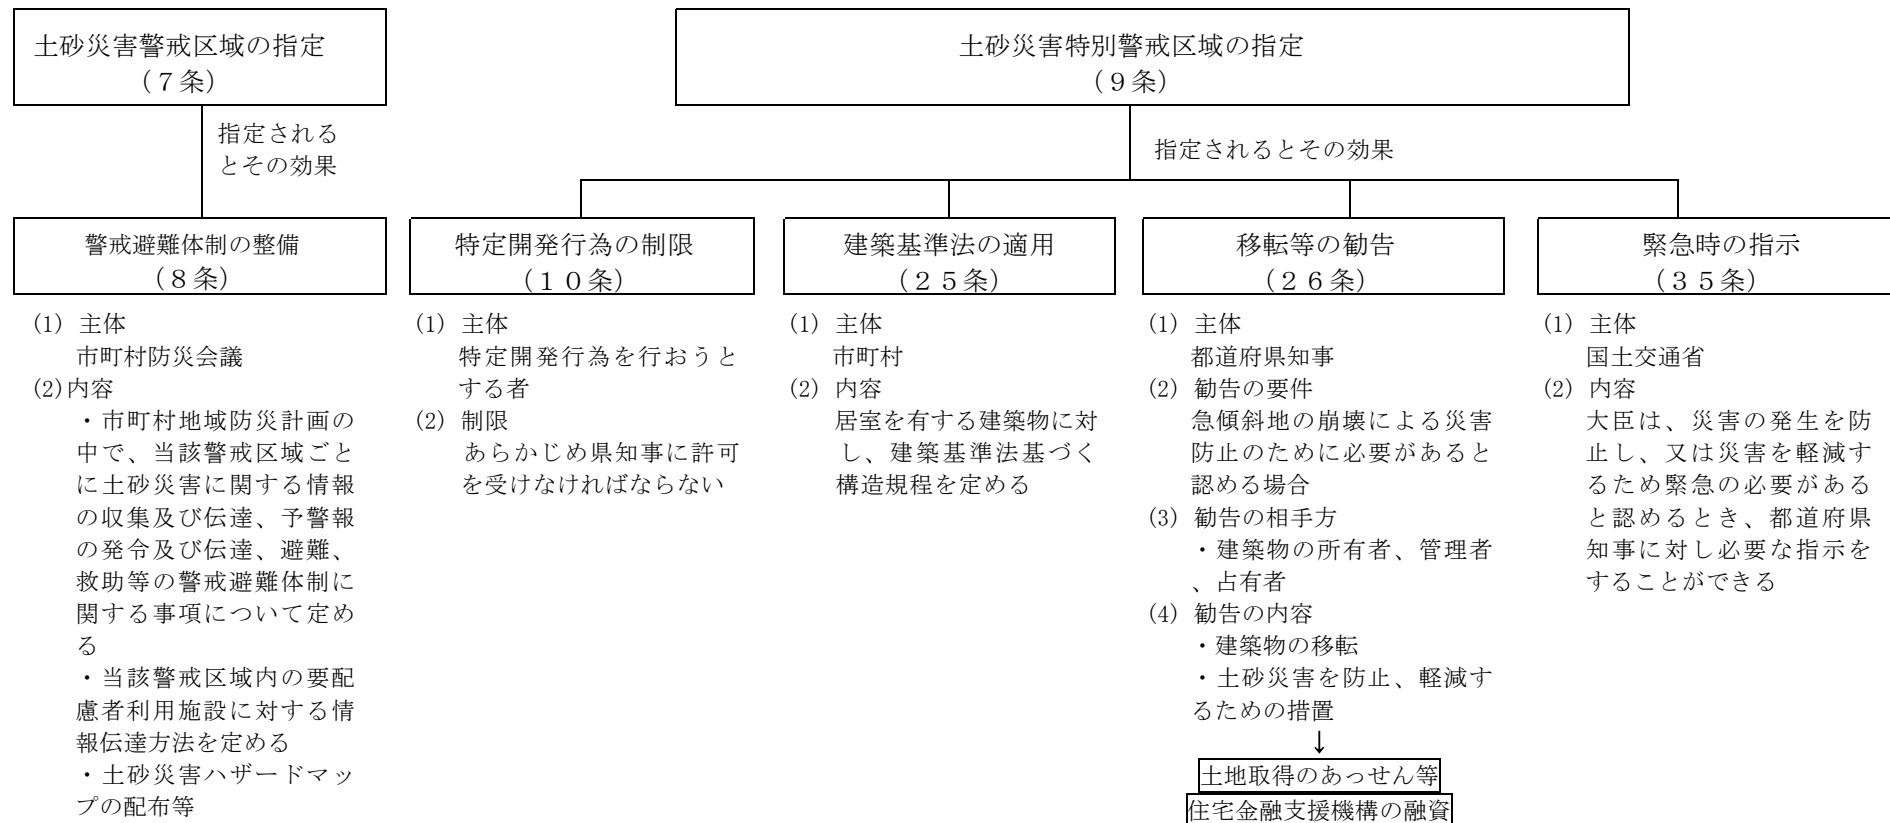 土砂災害警戒区域の指定
(7条)
指定される
とその効果
警戒避難体制の整備
(8条)
(1) 主体
市町村防災会議
(2)内容
・市町村地域防災計画の
中で、当該警戒区域ごと
に土砂災害に関する情報
の収集及び伝達、予警報
の発令及び伝達、避難、
救助等の警戒避難体制に
関する事項について定め
る
・当該警戒区域内の要配
慮者利用施設に対する情
報伝達方法を定める
・土砂災害ハザードマッ
プの配布等
土砂災害特別警戒区域の指定
(9条)
指定されるとその効果
特定開発行為の制限
(10条)
(1) 主体
特定開発行為を行おうと
する者
(2) 制限
あらかじめ県知事に許可
を受けなければならない
建築基準法の適用
(25条)
(1) 主体
市町村
(2) 内容
居室を有する建築物に対
し、建築基準法基づく
構造規程を定める
移転等の勧告
(26条)
(1) 主体
都道府県知事
(2) 勧告の要件
急傾斜地の崩壊による災害
防止のために必要があると
認める場合
(3) 勧告の相手方
・建築物の所有者、管理者
、占有者
(4) 勧告の内容
・建築物の移転
・土砂災害を防止、軽減す
るための措置
↓
土地取得のあっせん等
住宅金融支援機構の融資
緊急時の指示
(35条)
(1) 主体
国土交通省
(2) 内容
大臣は、災害の発生を防
止し、又は災害を軽減す
るため緊急の必要がある
と認めるとき、都道府県
知事に対し必要な指示を
することができる